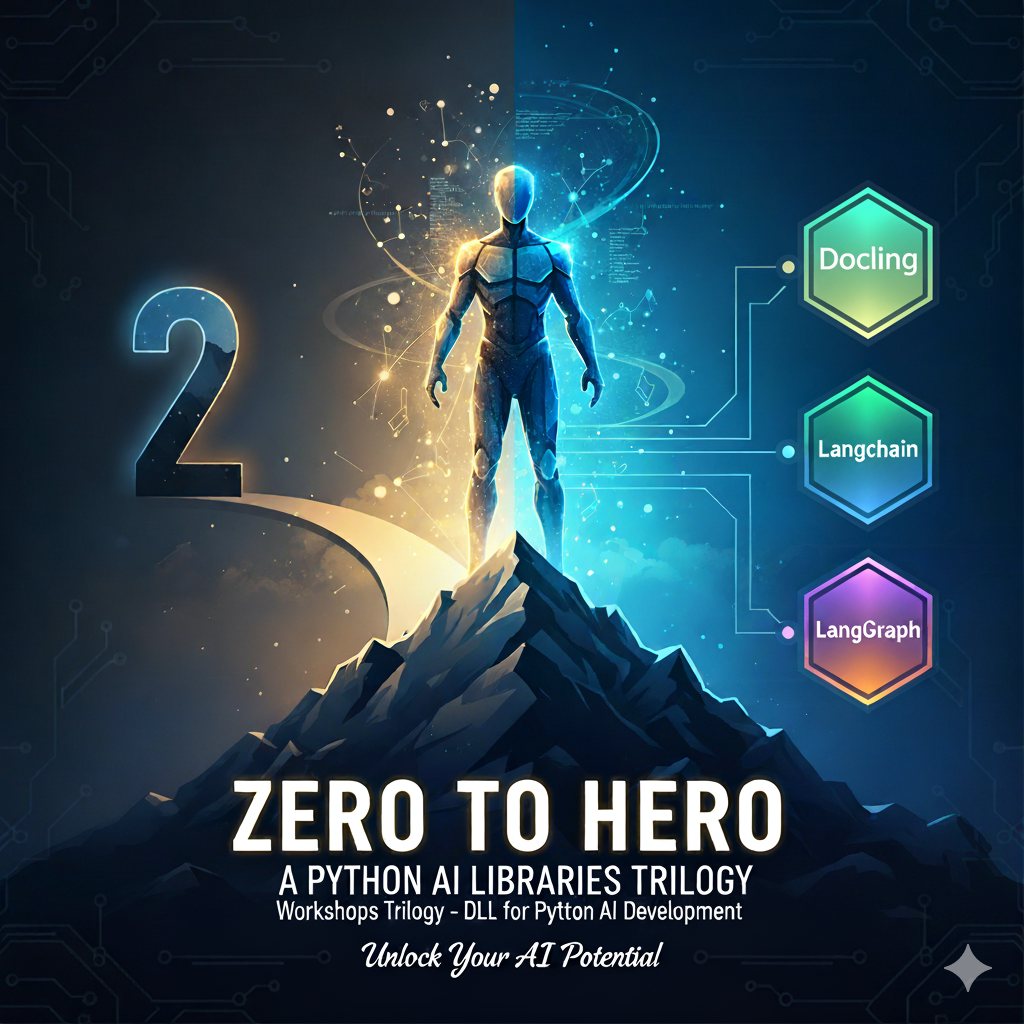 2
Docling
Langchain
LangGraph
ZERO TO HERO
A PYTHON AI LIBRARIES TRILOGY
Workshops Trilogy - DLL for Pytton AI Development
Unlock Your AI Potential